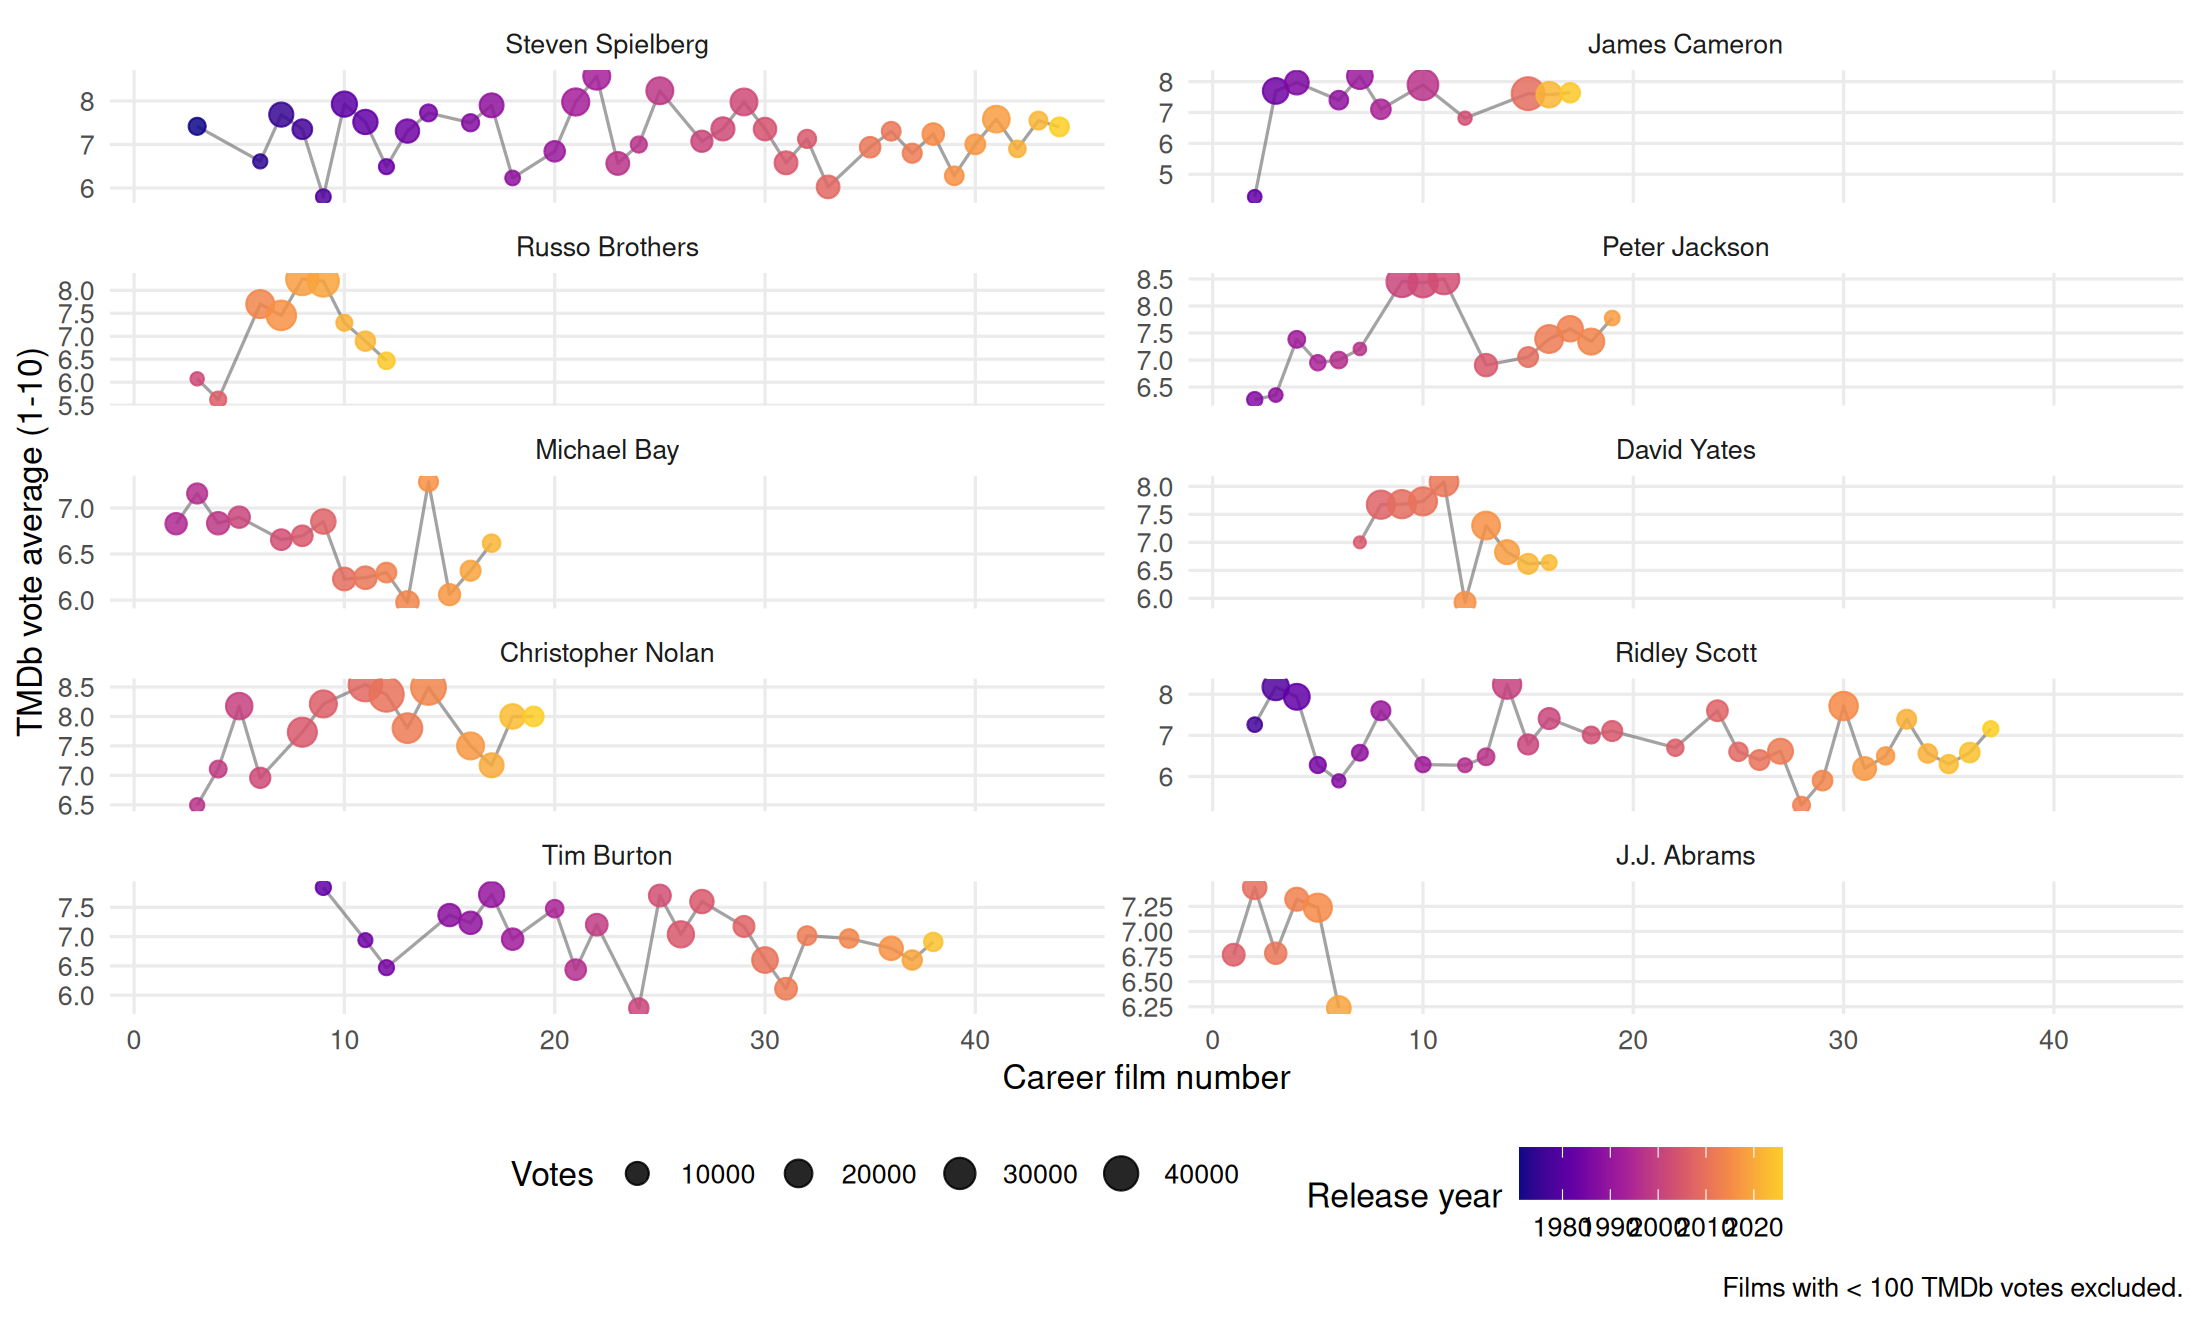 Steven Spielberg
James Cameron
8
7
6
8
7
6
5
Russo Brothers
Peter Jackson
8.0
7.5
7.0
6.5
6.0
5.5
8.5
8.0
7.5
7.0
6.5
Michael Bay
David Yates
7.0
6.5
6.0
8.0
7.5
7.0
6.5
6.0
Christopher Nolan
Ridley Scott
8.5
8.0
7.5
7.0
6.5
8
7
6
Tim Burton
J.J. Abrams
7.5
7.0
6.5
6.0
7.25
7.00
6.75
6.50
6.25
0 10 20 30 40
0 10 20 30 40
TMDb vote average (1-10)
Career film number
Votes 10000 20000 30000 40000
Release year
1980 1990 2000 2010 2020
Films with < 100 TMDb votes excluded.